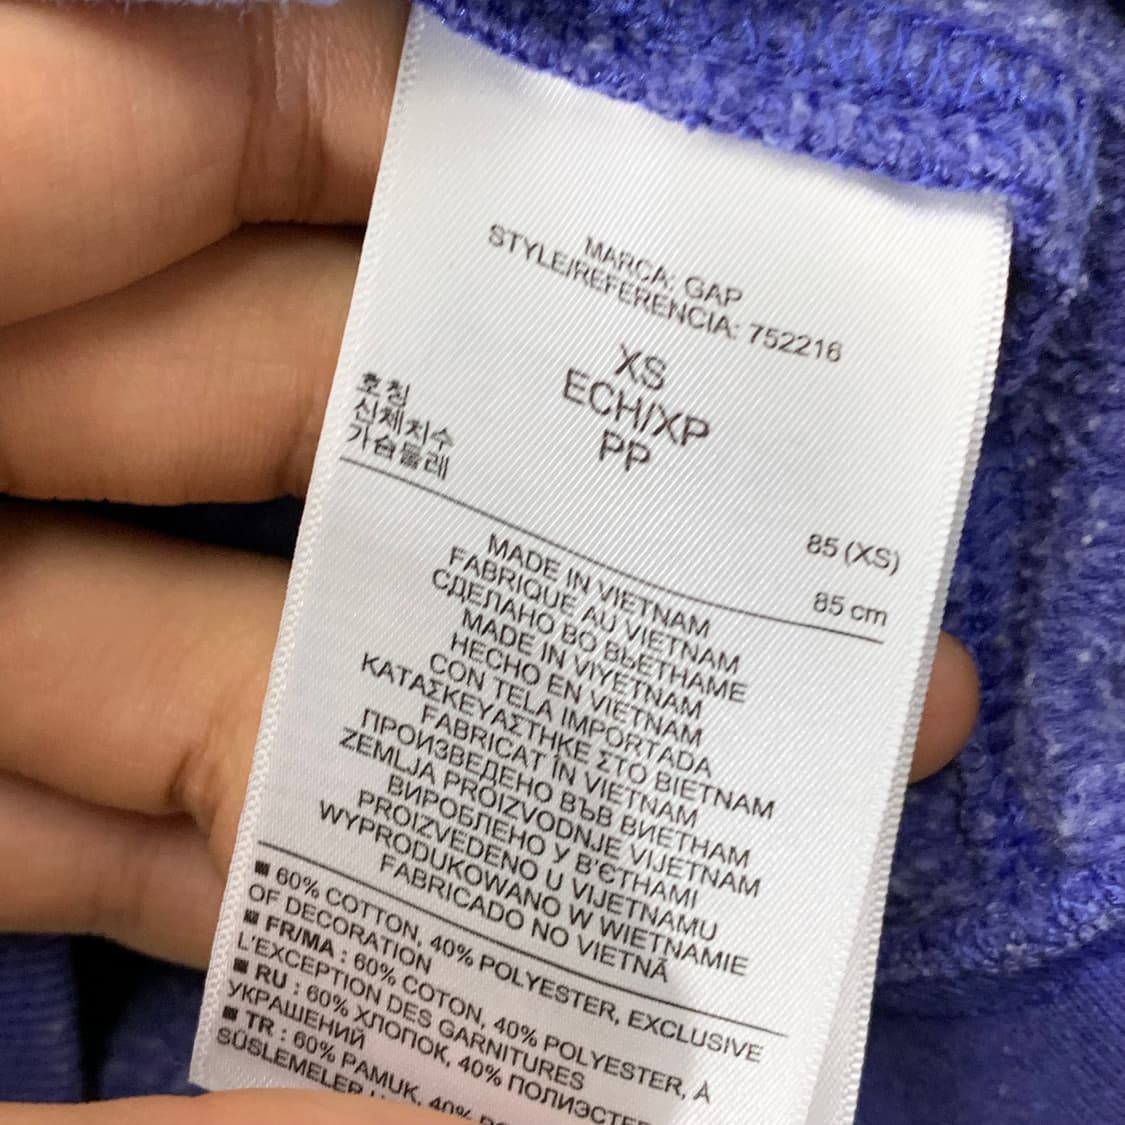 MARCA: GAP
STYLE/REFERENCIA: 752216
XS
ECH/XP
PP
호칭 85 (XS)
신체치수
가슴둘레 85 cm
MADE IN VIETNAM
FABRIQUE AU VIETNAM
СДЕЛАНО ВО ВЬЕТНАМЕ
MADE IN VIYETNAM
HECHO EN VIETNAM
CON TELA IMPORTADA
ΚΑΤΑΣΚΕΥΑΣΤΗΚΕ ΣΤΟ ΒΙΕΤΝΑΜ
FABRICAT ÎN VIETNAM
ПРОИЗВЕДЕНО ВЪВ ВИЕТНАМ
ZEMLJA PROIZVODNJE VIJETNAM
ВИРОБЛЕНО У В'ЄТНАМІ
PROIZVEDENO U VIJETNAMU
WYPRODUKOWANO W WIETNAMIE
FABRICADO NO VIETNÃ
■ 60% COTTON, 40% POLYESTER, EXCLUSIVE
OF DECORATION
■ FR/MA : 60% COTON, 40% POLYESTER, À
L'EXCEPTION DES GARNITURES
■ RU : 60% ХЛОПОК, 40% ПОЛИЭСТЕР
УКРАШЕНИЙ
■ TR : 60% PAMUK, 40%
SÜSLEMELER